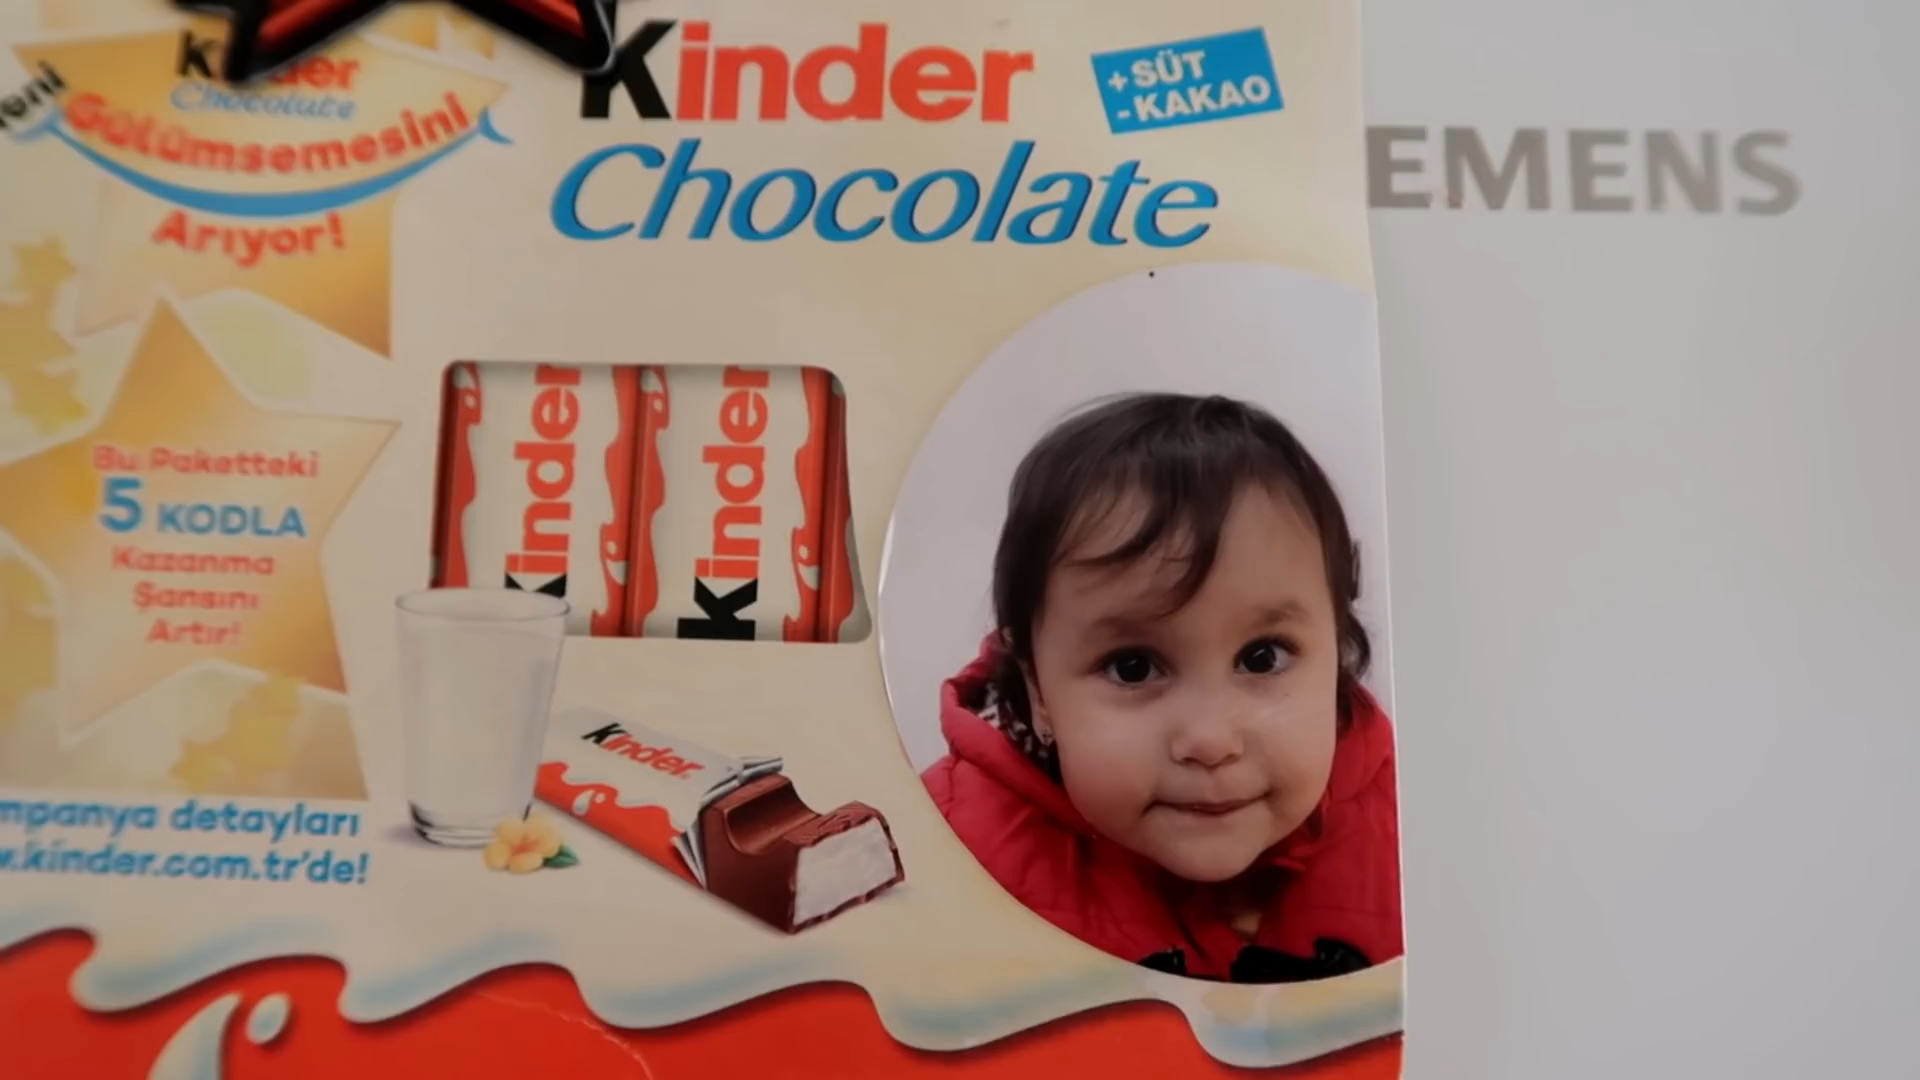 Kinder
Chocolate
+SÜT
-KAKAO
Chocolate
Gülümsemesini
Arıyor!
Bu Paketteki
5 KODLA
Kazanma
Şansını
Artır!
kinder
kinder
Kinder
mpanya detayları
w.kinder.com.tr'de!
EMENS